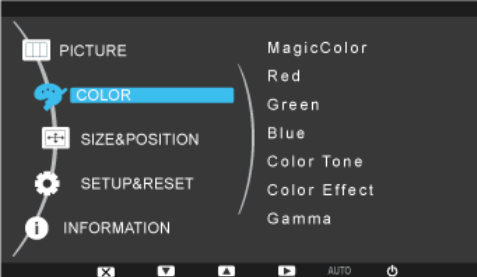 PICTURE
COLOR
SIZE&POSITION
SETUP&RESET
INFORMATION
MagicColor
Red
Green
Blue
Color Tone
Color Effect
Gamma
AUTO